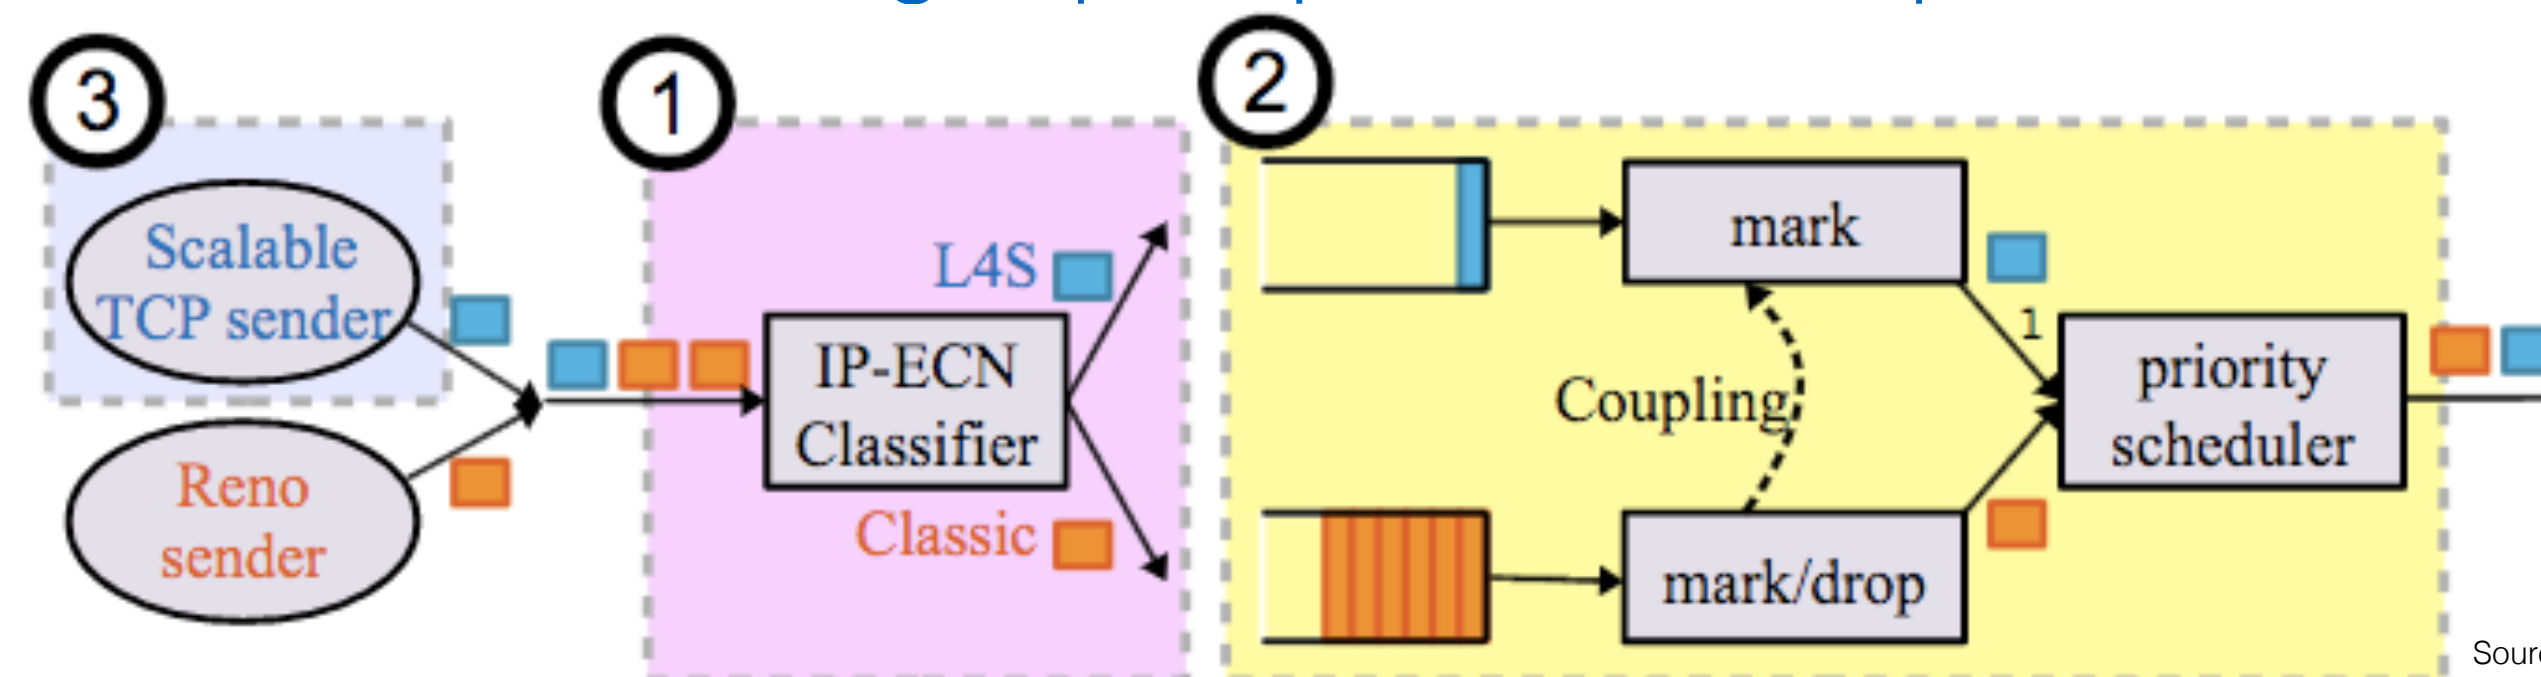 3
1
2
Scalable
TCP sender
Reno
sender
L4S
IP-ECN
Classifier
Classic
mark
1
Coupling
mark/drop
priority
scheduler